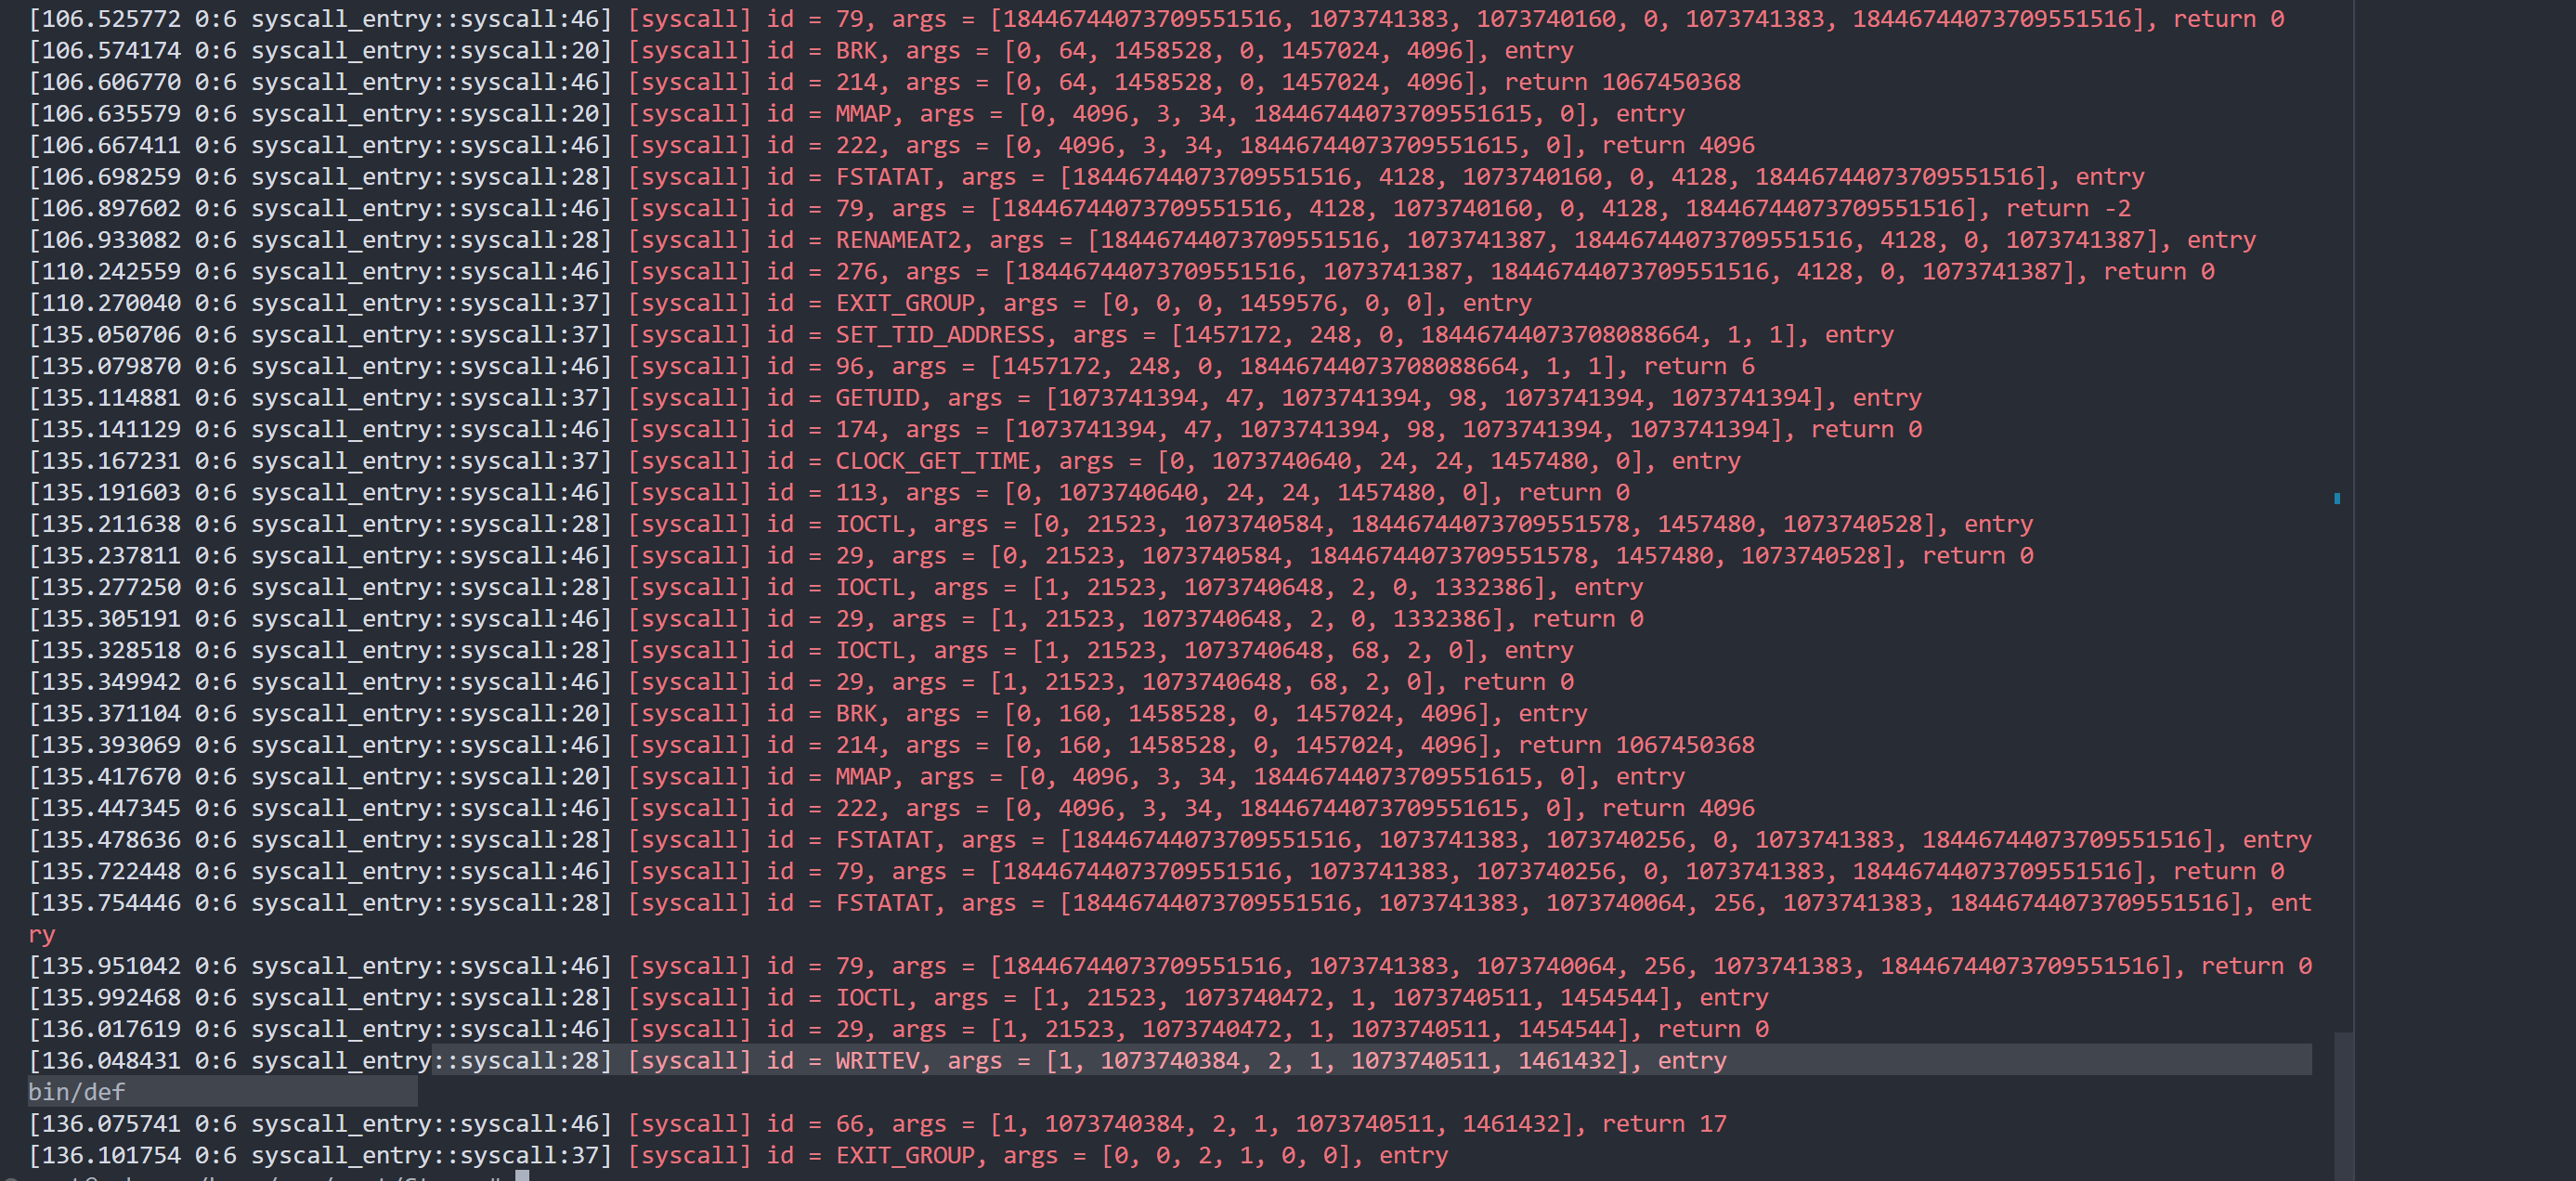 [106.525772 0:6 syscall_entry::syscall:46] [syscall] id = 79, args = [18446744073709551516, 1073741383, 1073740160, 0, 1073741383, 18446744073709551516], return 0
[106.574174 0:6 syscall_entry::syscall:20] [syscall] id = BRK, args = [0, 64, 1458528, 0, 1457024, 4096], entry
[106.606770 0:6 syscall_entry::syscall:46] [syscall] id = 214, args = [0, 64, 1458528, 0, 1457024, 4096], return 1067450368
[106.635579 0:6 syscall_entry::syscall:20] [syscall] id = MMAP, args = [0, 4096, 3, 34, 18446744073709551615, 0], entry
[106.667411 0:6 syscall_entry::syscall:46] [syscall] id = 222, args = [0, 4096, 3, 34, 18446744073709551615, 0], return 4096
[106.698259 0:6 syscall_entry::syscall:28] [syscall] id = FSTATAT, args = [18446744073709551516, 4128, 1073740160, 0, 4128, 18446744073709551516], entry
[106.897602 0:6 syscall_entry::syscall:46] [syscall] id = 79, args = [18446744073709551516, 4128, 1073740160, 0, 4128, 18446744073709551516], return -2
[106.933082 0:6 syscall_entry::syscall:28] [syscall] id = RENAMEAT2, args = [18446744073709551516, 1073741387, 18446744073709551516, 4128, 0, 1073741387], entry
[110.242559 0:6 syscall_entry::syscall:46] [syscall] id = 276, args = [18446744073709551516, 1073741387, 18446744073709551516, 4128, 0, 1073741387], return 0
[110.270040 0:6 syscall_entry::syscall:37] [syscall] id = EXIT_GROUP, args = [0, 0, 0, 1459576, 0, 0], entry
[135.050706 0:6 syscall_entry::syscall:37] [syscall] id = SET_TID_ADDRESS, args = [1457172, 248, 0, 18446744073708088664, 1, 1], entry
[135.079870 0:6 syscall_entry::syscall:46] [syscall] id = 96, args = [1457172, 248, 0, 18446744073708088664, 1, 1], return 6
[135.114881 0:6 syscall_entry::syscall:37] [syscall] id = GETUID, args = [1073741394, 47, 1073741394, 98, 1073741394, 1073741394], entry
[135.141129 0:6 syscall_entry::syscall:46] [syscall] id = 174, args = [1073741394, 47, 1073741394, 98, 1073741394, 1073741394], return 0
[135.167231 0:6 syscall_entry::syscall:37] [syscall] id = CLOCK_GET_TIME, args = [0, 1073740640, 24, 24, 1457480, 0], entry
[135.191603 0:6 syscall_entry::syscall:46] [syscall] id = 113, args = [0, 1073740640, 24, 24, 1457480, 0], return 0
[135.211638 0:6 syscall_entry::syscall:28] [syscall] id = IOCTL, args = [0, 21523, 1073740584, 18446744073709551578, 1457480, 1073740528], entry
[135.237811 0:6 syscall_entry::syscall:46] [syscall] id = 29, args = [0, 21523, 1073740584, 18446744073709551578, 1457480, 1073740528], return 0
[135.277250 0:6 syscall_entry::syscall:28] [syscall] id = IOCTL, args = [1, 21523, 1073740648, 2, 0, 1332386], entry
[135.305191 0:6 syscall_entry::syscall:46] [syscall] id = 29, args = [1, 21523, 1073740648, 2, 0, 1332386], return 0
[135.328518 0:6 syscall_entry::syscall:28] [syscall] id = IOCTL, args = [1, 21523, 1073740648, 68, 2, 0], entry
[135.349942 0:6 syscall_entry::syscall:46] [syscall] id = 29, args = [1, 21523, 1073740648, 68, 2, 0], return 0
[135.371104 0:6 syscall_entry::syscall:20] [syscall] id = BRK, args = [0, 160, 1458528, 0, 1457024, 4096], entry
[135.393069 0:6 syscall_entry::syscall:46] [syscall] id = 214, args = [0, 160, 1458528, 0, 1457024, 4096], return 1067450368
[135.417670 0:6 syscall_entry::syscall:20] [syscall] id = MMAP, args = [0, 4096, 3, 34, 18446744073709551615, 0], entry
[135.447345 0:6 syscall_entry::syscall:46] [syscall] id = 222, args = [0, 4096, 3, 34, 18446744073709551615, 0], return 4096
[135.478636 0:6 syscall_entry::syscall:28] [syscall] id = FSTATAT, args = [18446744073709551516, 1073741383, 1073740256, 0, 1073741383, 18446744073709551516], entry
[135.722448 0:6 syscall_entry::syscall:46] [syscall] id = 79, args = [18446744073709551516, 1073741383, 1073740256, 0, 1073741383, 18446744073709551516], return 0
[135.754446 0:6 syscall_entry::syscall:28] [syscall] id = FSTATAT, args = [18446744073709551516, 1073741383, 1073740064, 256, 1073741383, 18446744073709551516], ent
ry
[135.951042 0:6 syscall_entry::syscall:46] [syscall] id = 79, args = [18446744073709551516, 1073741383, 1073740064, 256, 1073741383, 18446744073709551516], return 0
[135.992468 0:6 syscall_entry::syscall:28] [syscall] id = IOCTL, args = [1, 21523, 1073740472, 1, 1073740511, 1454544], entry
[136.017619 0:6 syscall_entry::syscall:46] [syscall] id = 29, args = [1, 21523, 1073740472, 1, 1073740511, 1454544], return 0
[136.048431 0:6 syscall_entry::syscall:28] [syscall] id = WRITEV, args = [1, 1073740384, 2, 1, 1073740511, 1461432], entry
bin/def
[136.075741 0:6 syscall_entry::syscall:46] [syscall] id = 66, args = [1, 1073740384, 2, 1, 1073740511, 1461432], return 17
[136.101754 0:6 syscall_entry::syscall:37] [syscall] id = EXIT_GROUP, args = [0, 0, 2, 1, 0, 0], entry